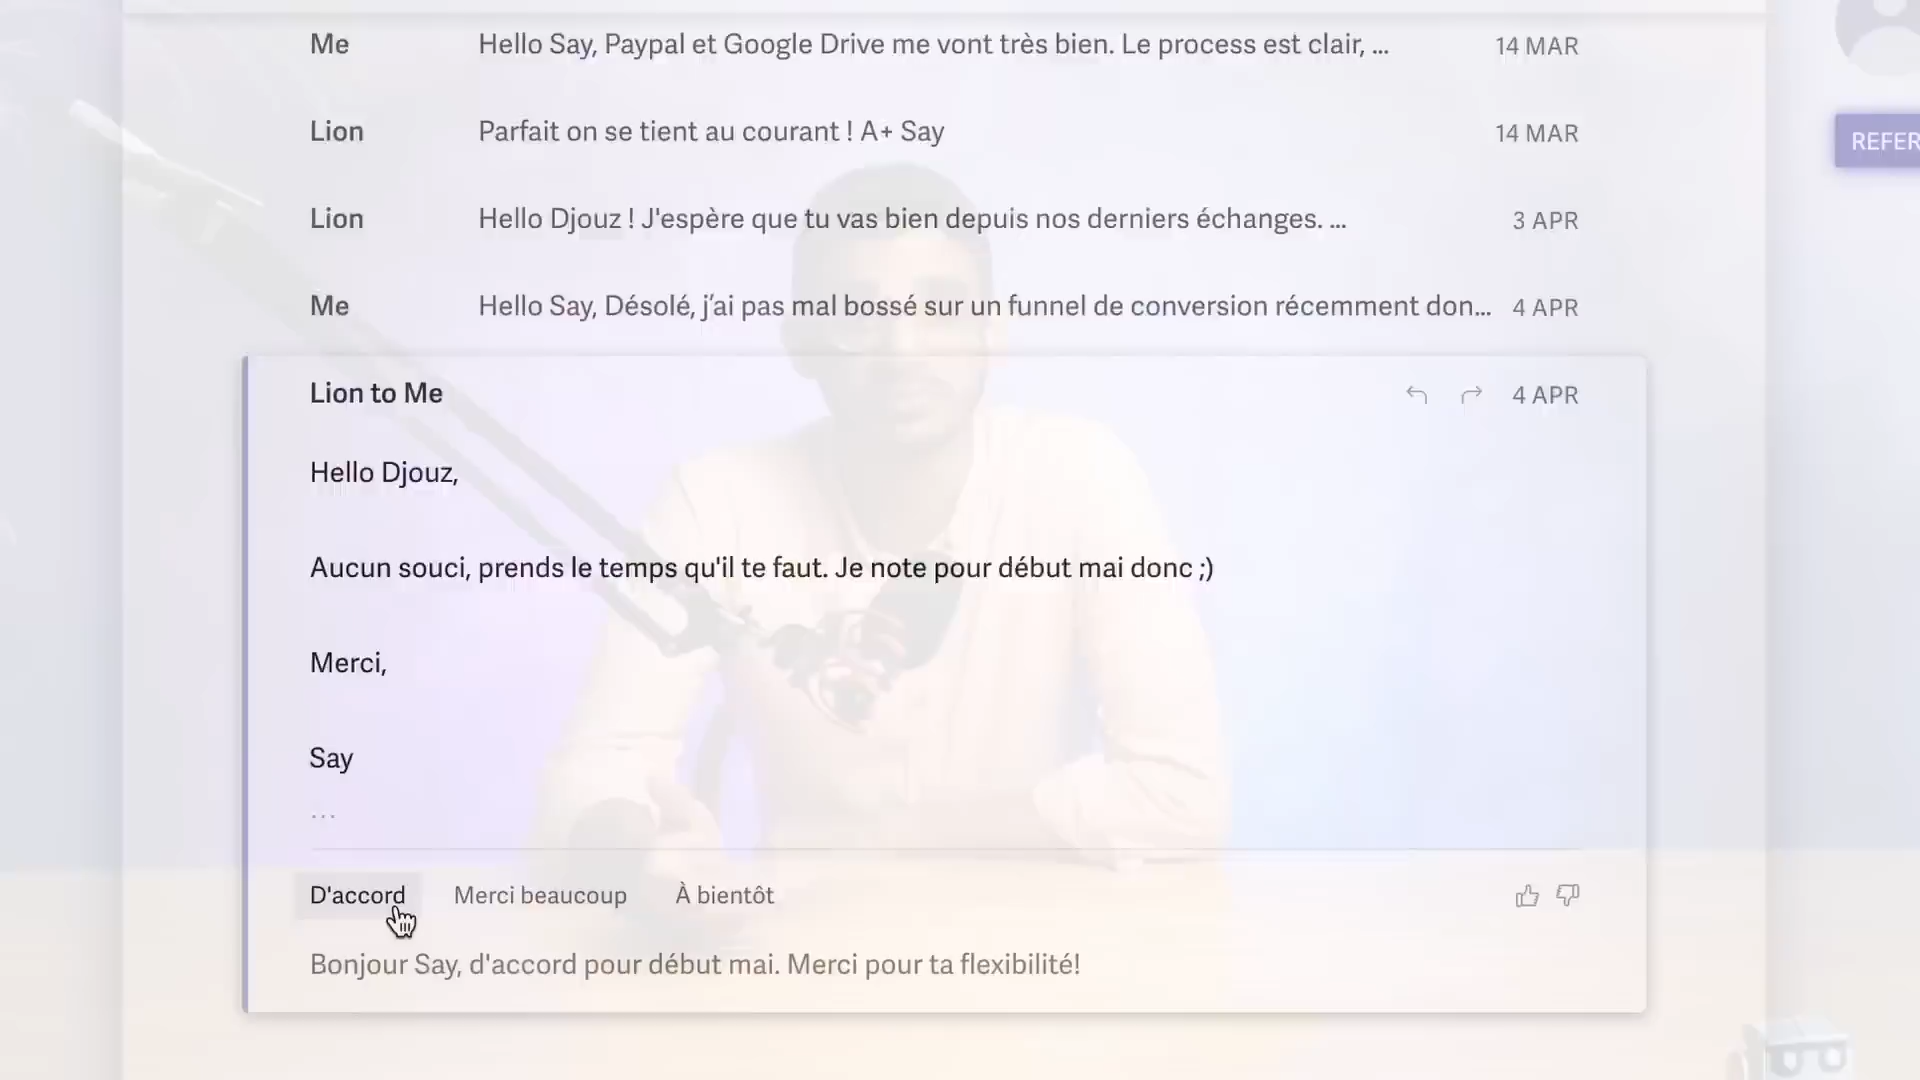 Me Hello Say, Paypal et Google Drive me vont très bien. Le process est clair, ... 14 MAR
REFER
Lion Parfait on se tient au courant ! A+ Say 14 MAR
Lion Hello Djouz ! J'espère que tu vas bien depuis nos derniers échanges. ... 3 APR
Me Hello Say, Désolé, j'ai pas mal bossé sur un funnel de conversion récemment don... 4 APR
Lion to Me 4 APR
Hello Djouz,
Aucun souci, prends le temps qu'il te faut. Je note pour début mai donc ;)
Merci,
Say
...
D'accord Merci beaucoup À bientôt
Bonjour Say, d'accord pour début mai. Merci pour ta flexibilité!